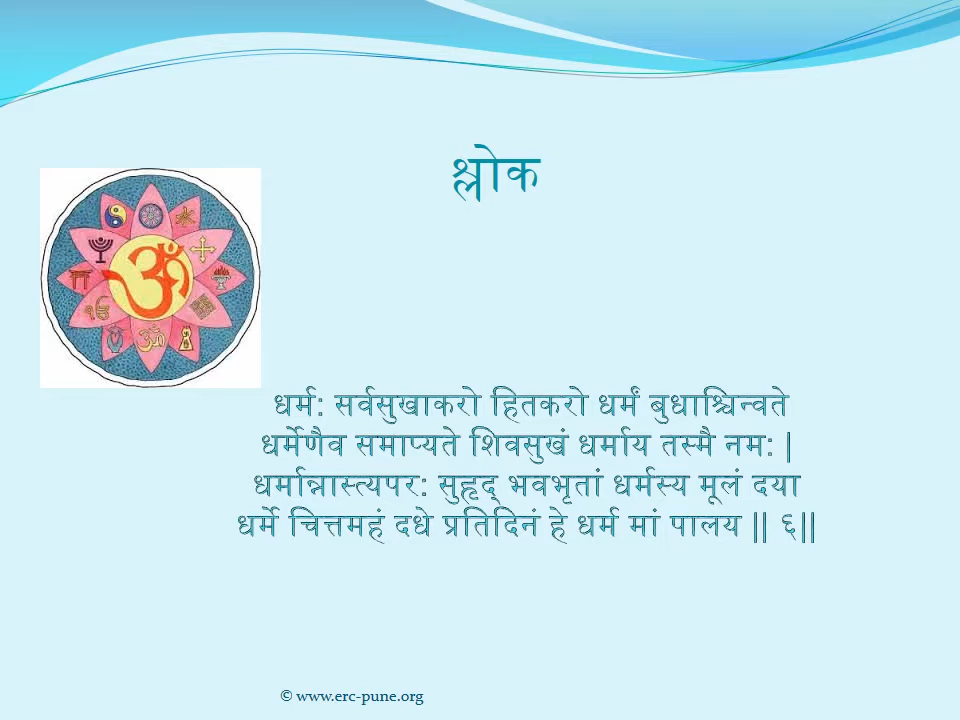 श्लोक
धर्म: सर्वसुखाकरो हितकरो धर्मं बुधाश्चिन्वते
धर्मेणैव समाप्यते शिवसुखं धर्माय तस्मै नम: |
धर्मान्नास्त्यपर: सुहृद् भवभृतां धर्मस्य मूलं दया
धर्मे चित्तमहं दधे प्रतिदिनं हे धर्म मां पालय || ६||
© www.erc-pune.org